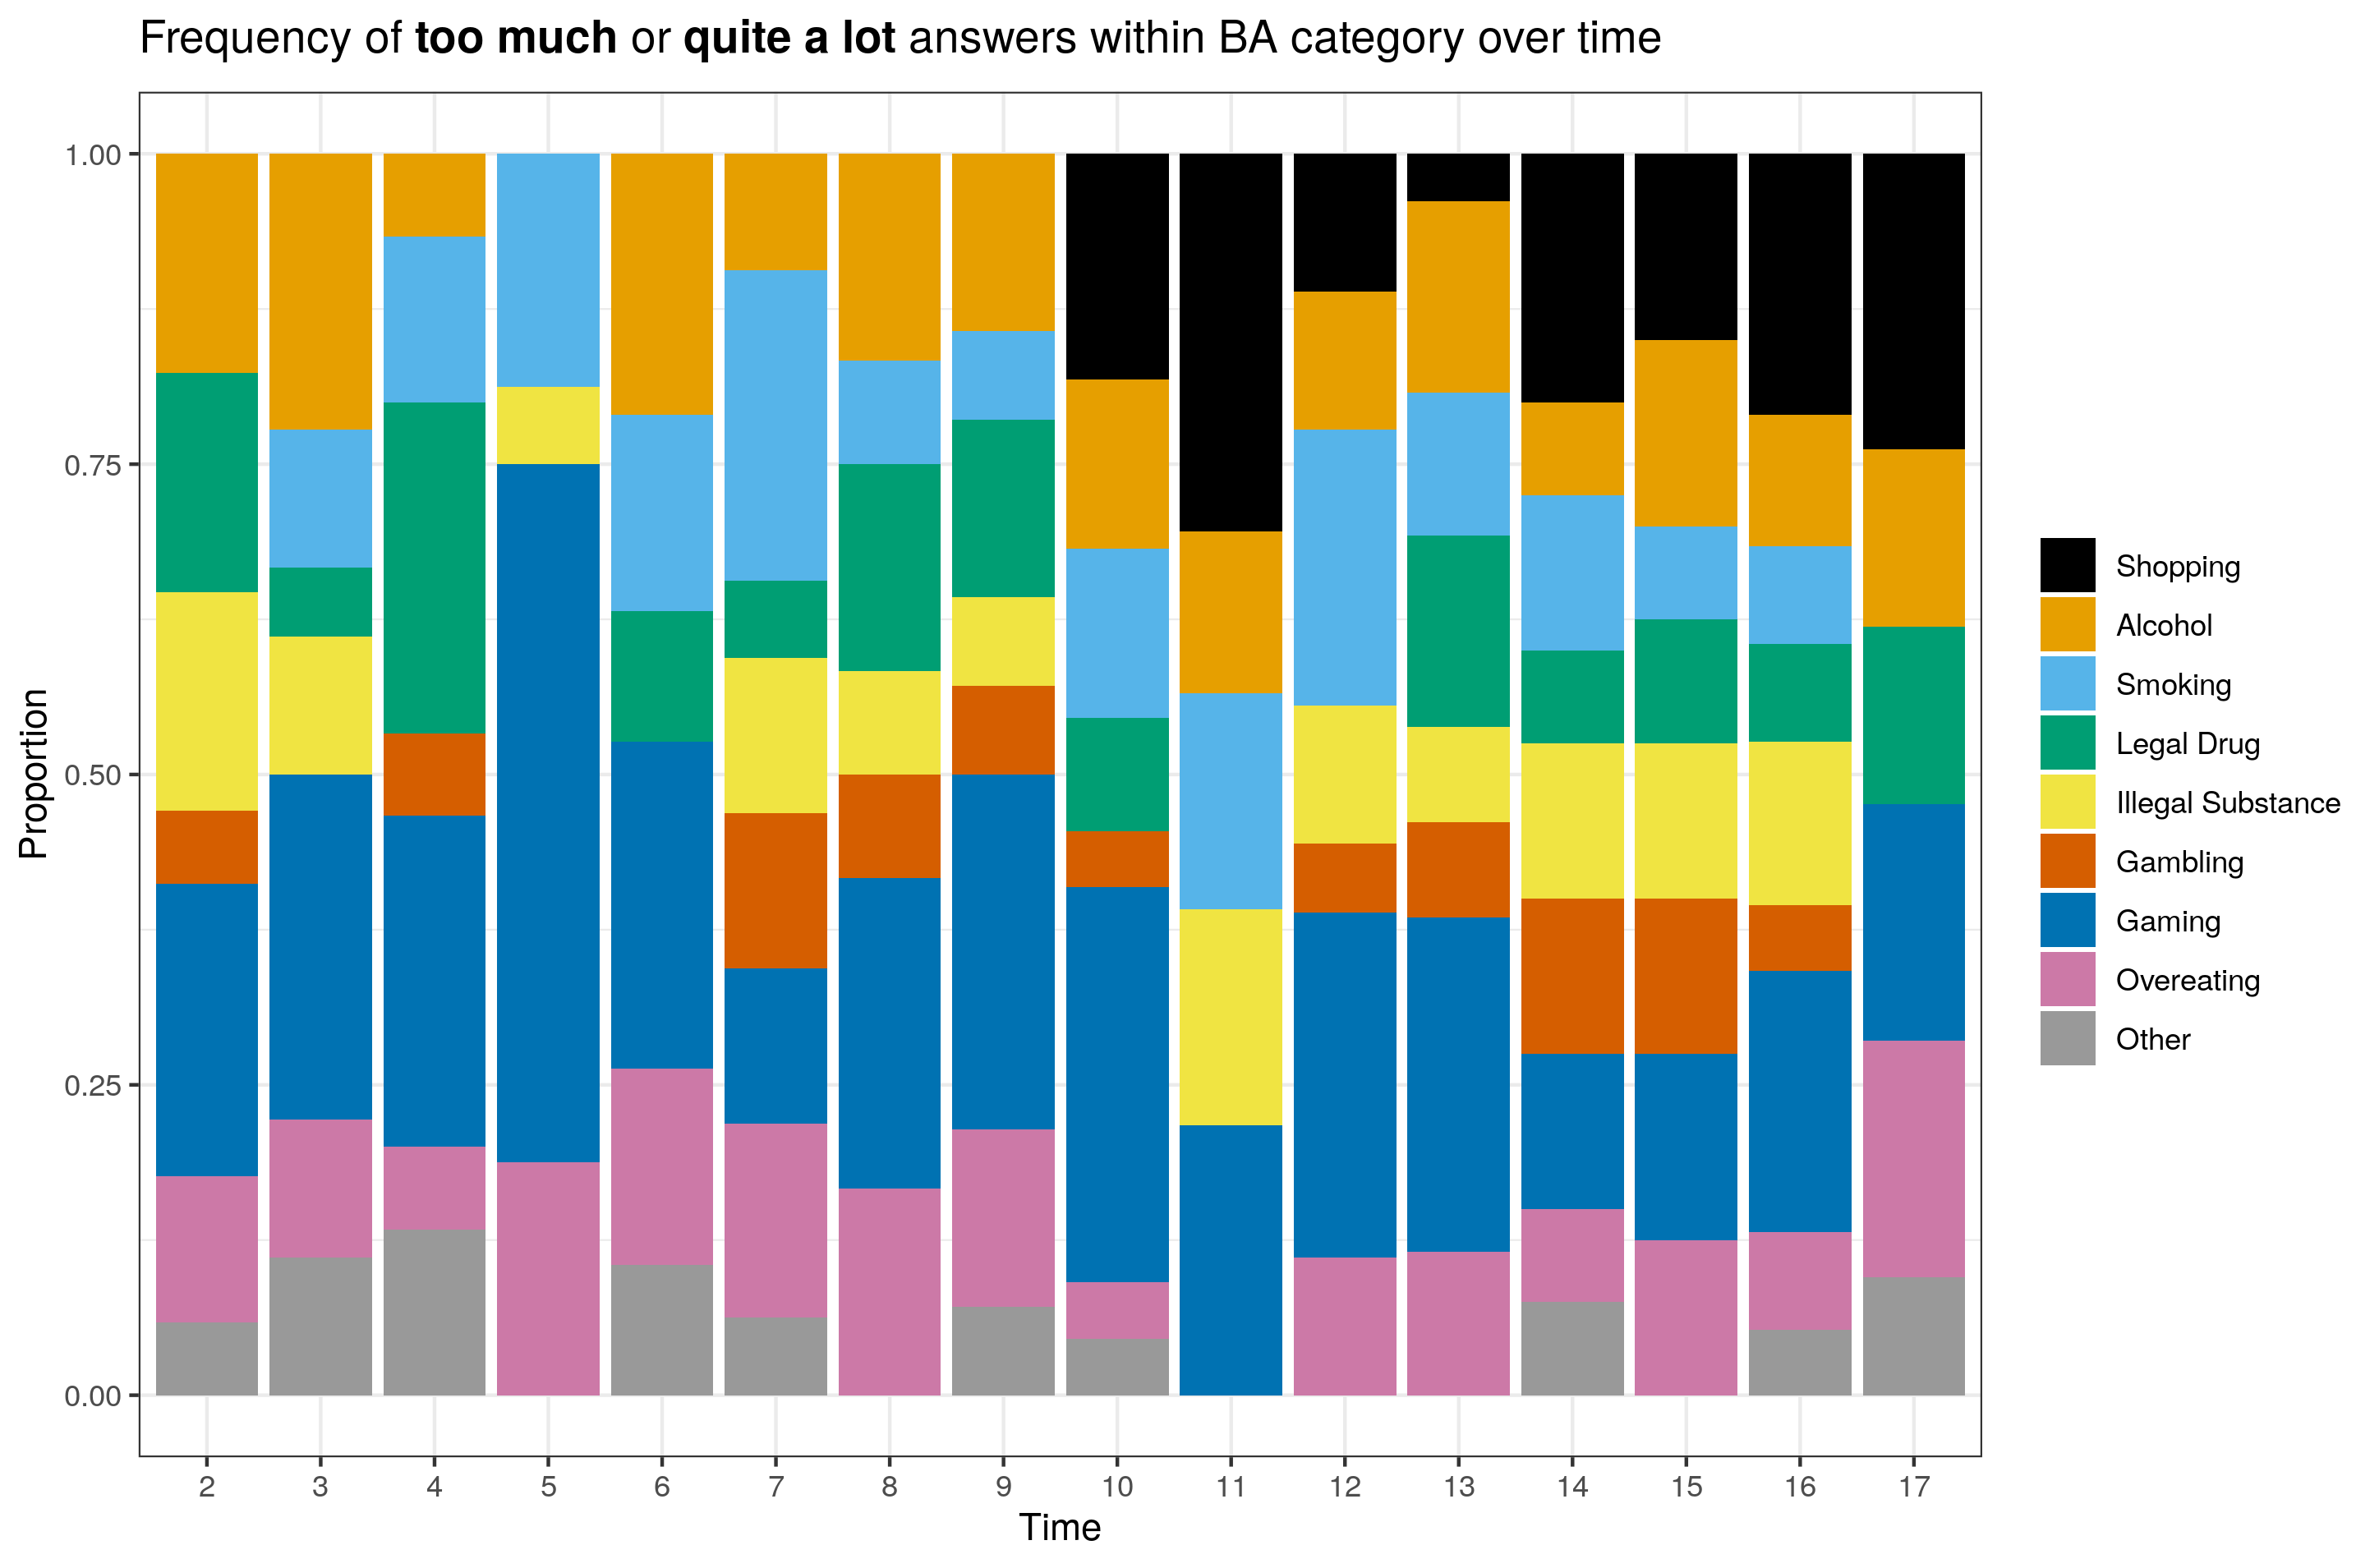 Frequency of too much or quite a lot answers within BA category over time
Proportion
1.00
0.75
0.50
0.25
0.00
2 3 4 5 6 7 8 9 10 11 12 13 14 15 16 17
Time
Shopping
Alcohol
Smoking
Legal Drug
Illegal Substance
Gambling
Gaming
Overeating
Other